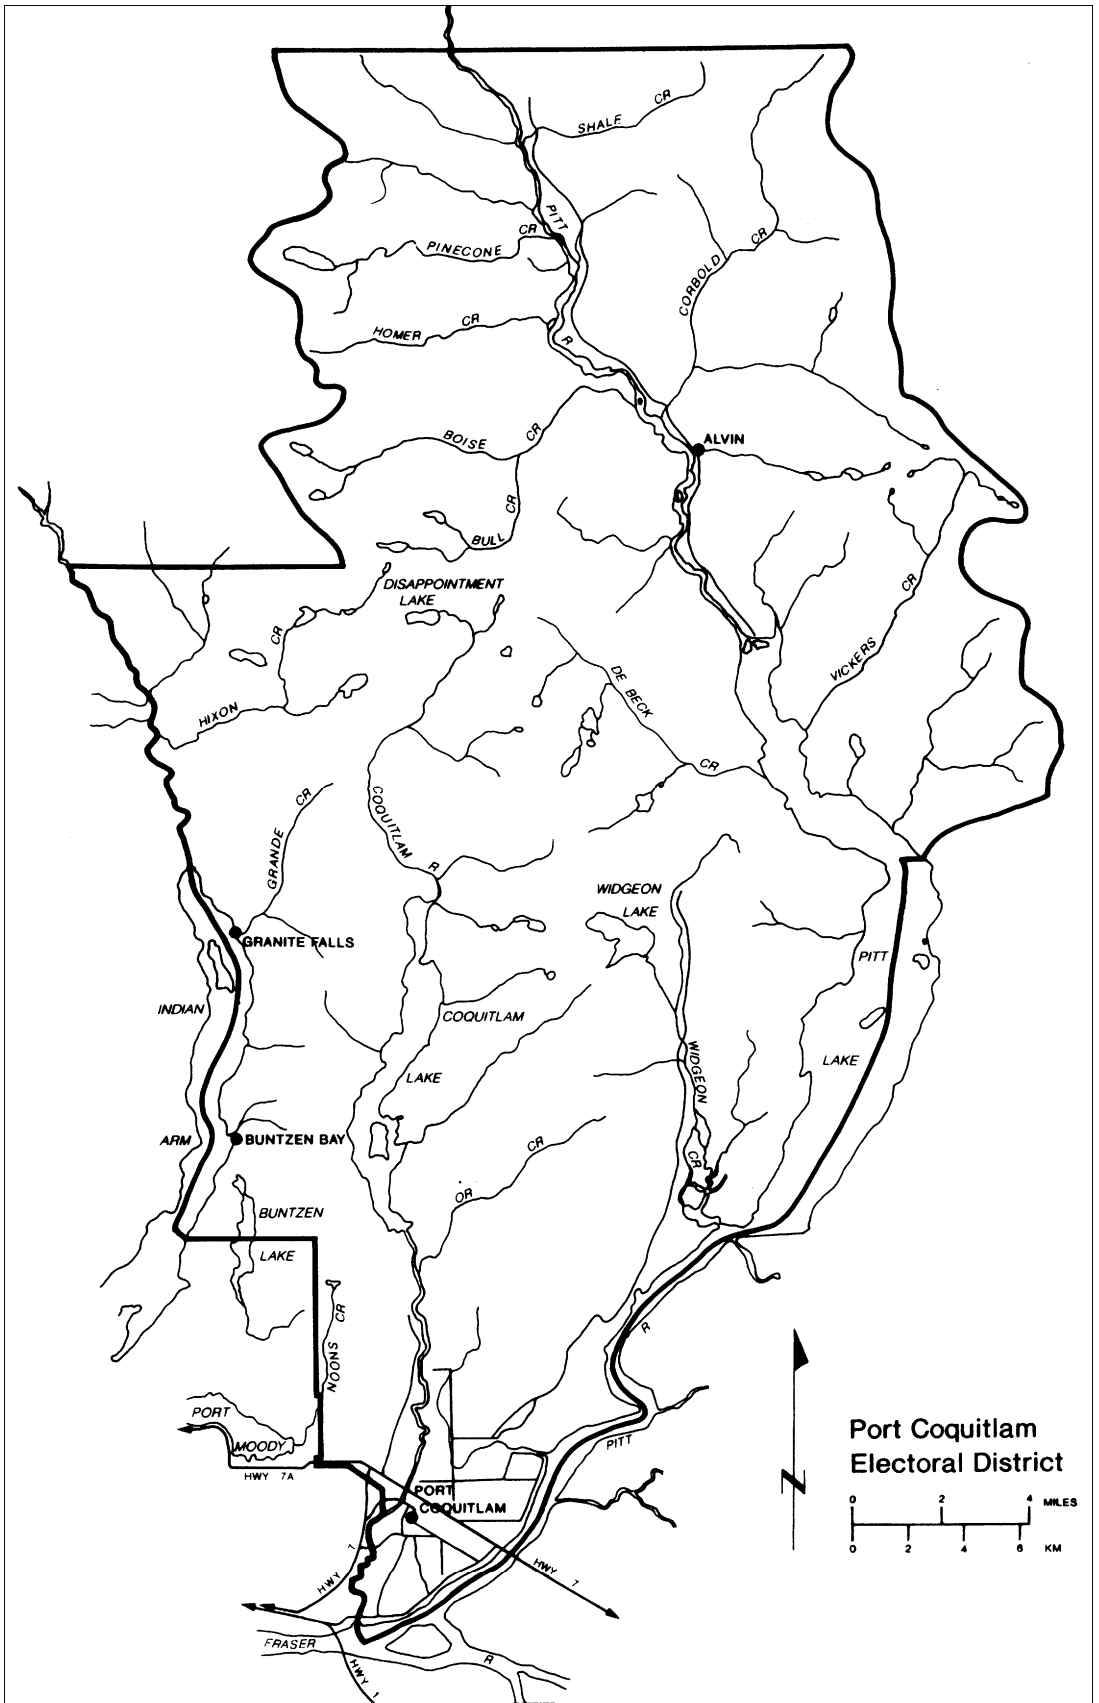 SHALE CR
PITT
CR
PINECONE
CORBOLD CR
HOMER CR
R
BOISE CR
ALVIN
CR
BULL
DISAPPOINTMENT
LAKE
CR
CR
VICKERS
DE BECK
HIXON
CR
COQUITLAM
CR
GRANDE
R
WIDGEON
LAKE
GRANITE FALLS
PITT
INDIAN
COQUITLAM
WIDGEON
LAKE
LAKE
ARM
BUNTZEN BAY
CR
CR
OR
BUNTZEN
LAKE
CR
NOONS
R
PORT
MOODY
HWY 7A
PITT
Port Coquitlam
Electoral District
PORT
COQUITLAM
0 2 4 MILES
0 2 4 6 KM
7
HWY
HWY 7
FRASER
R
HWY 1
N